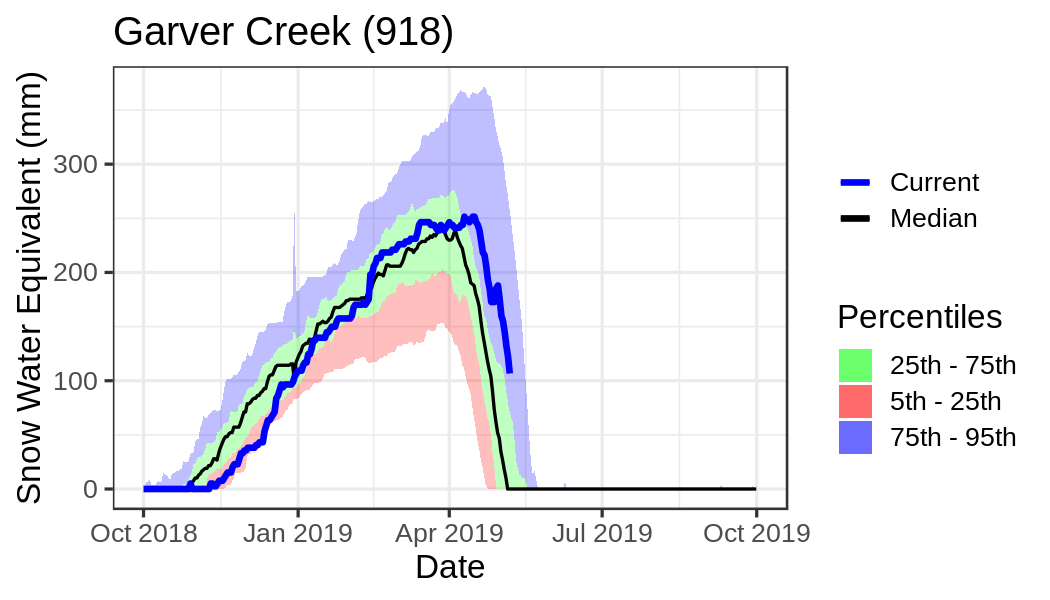 Garver Creek (918)
Snow Water Equivalent (mm)
300
200
100
0
Oct 2018
Jan 2019
Apr 2019
Jul 2019
Oct 2019
Date
Current
Median
Percentiles
25th - 75th
5th - 25th
75th - 95th